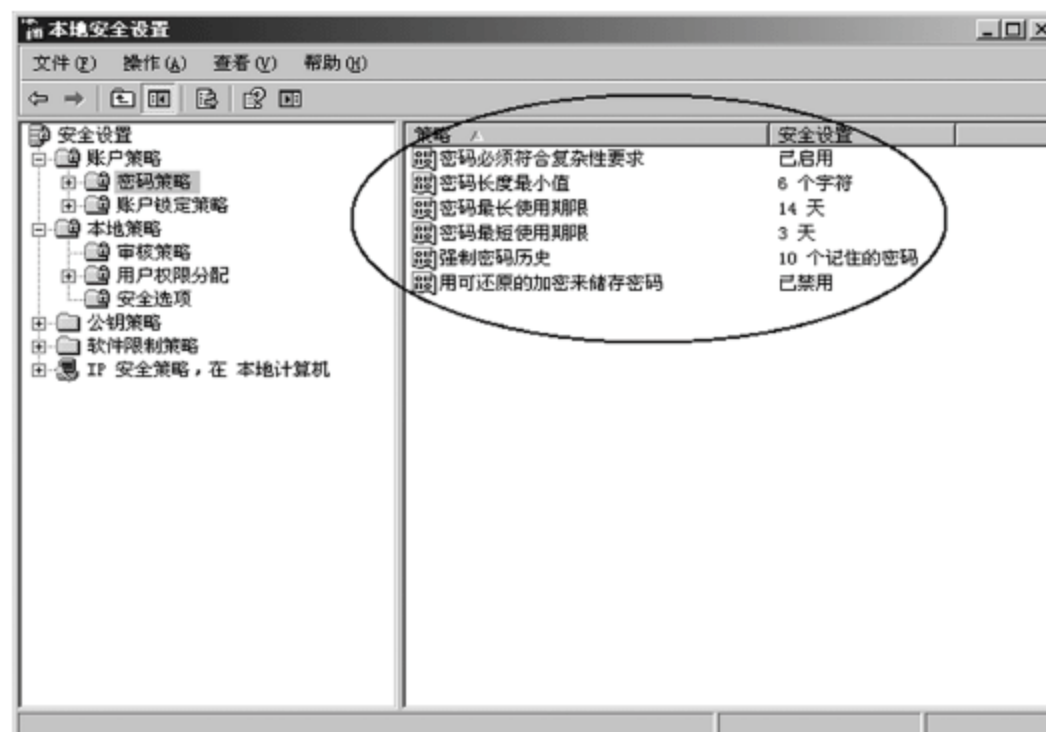 本地安全设置
文件(F) 操作(A) 查看(V) 帮助(H)
安全设置
账户策略
密码策略
账户锁定策略
本地策略
审核策略
用户权限分配
安全选项
公钥策略
软件限制策略
IP 安全策略，在 本地计算机
策略 安全设置
密码必须符合复杂性要求 已启用
密码长度最小值 6 个字符
密码最长使用期限 14 天
密码最短使用期限 3 天
强制密码历史 10 个记住的密码
用可还原的加密来储存密码 已禁用